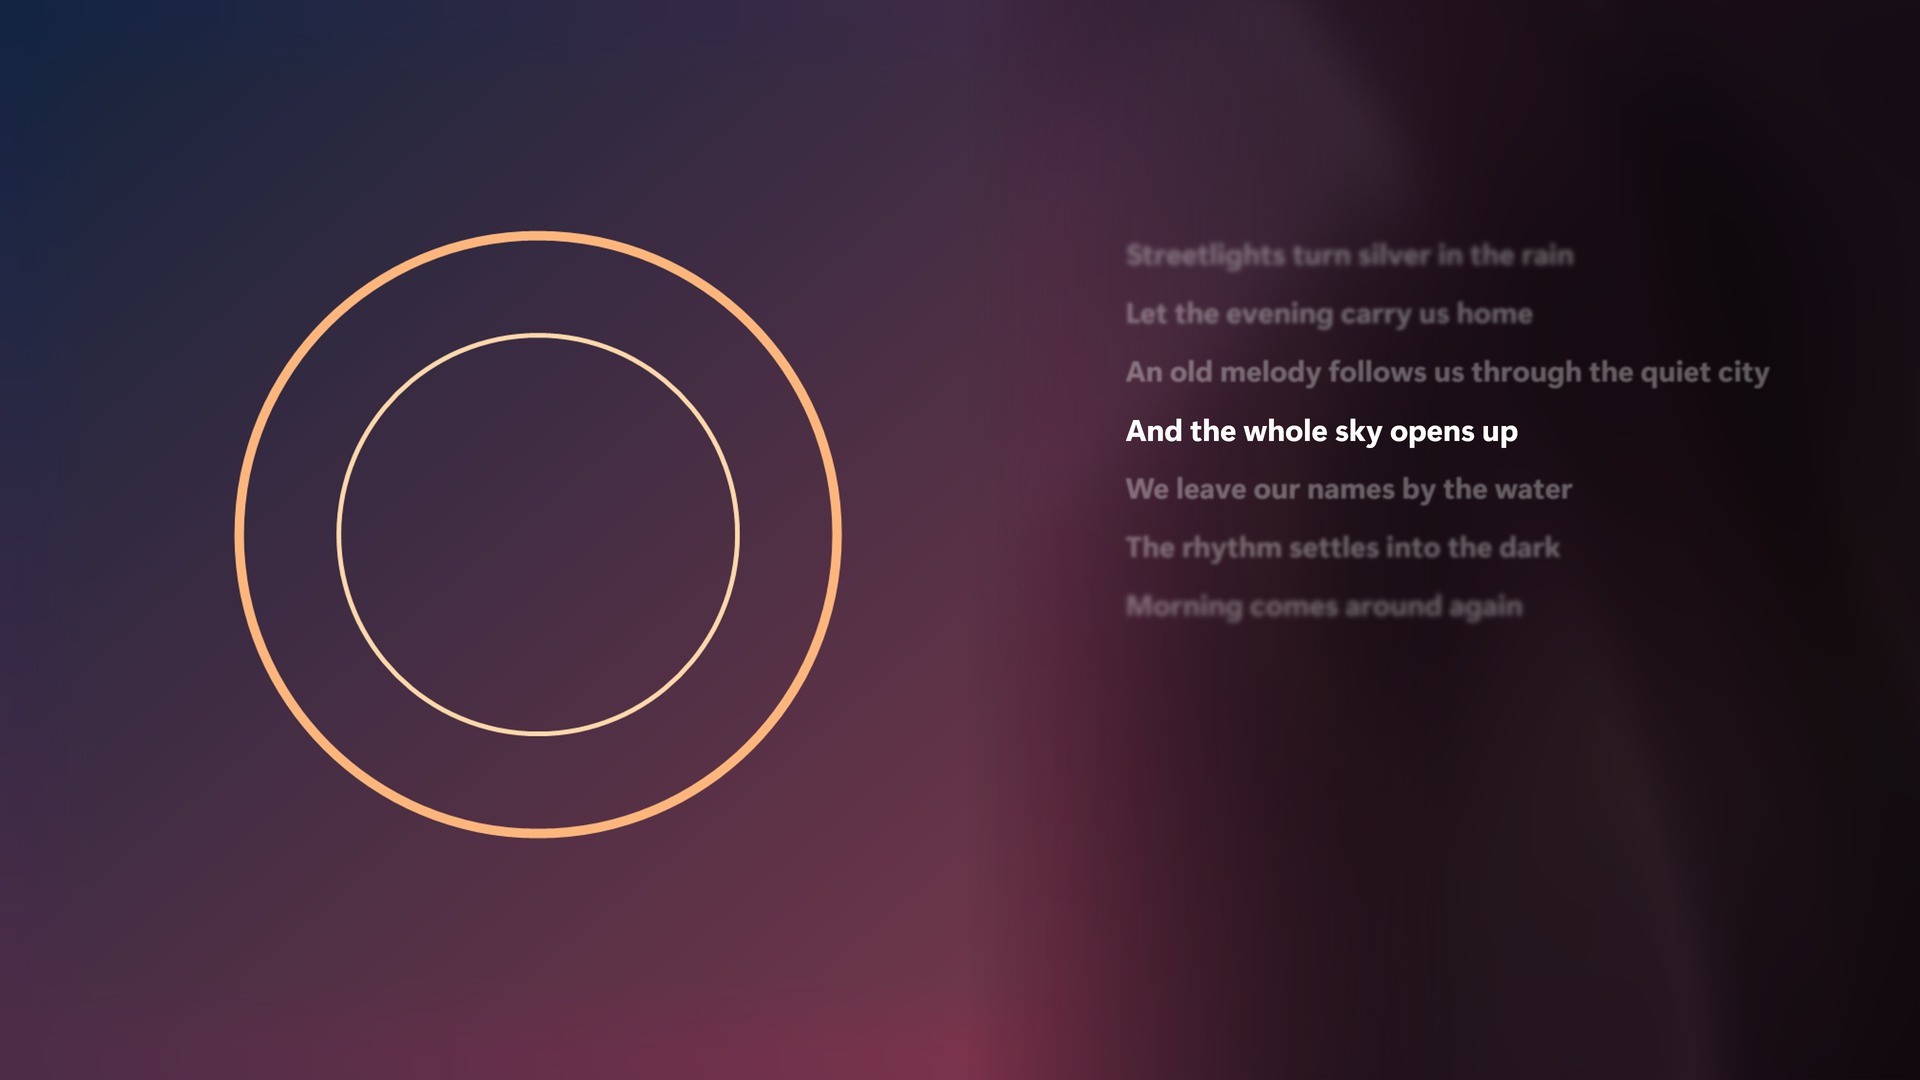 Streetlights turn silver in the rain
Let the evening carry us home
An old melody follows us through the quiet city
And the whole sky opens up
We leave our names by the water
The rhythm settles into the dark
Morning comes around again